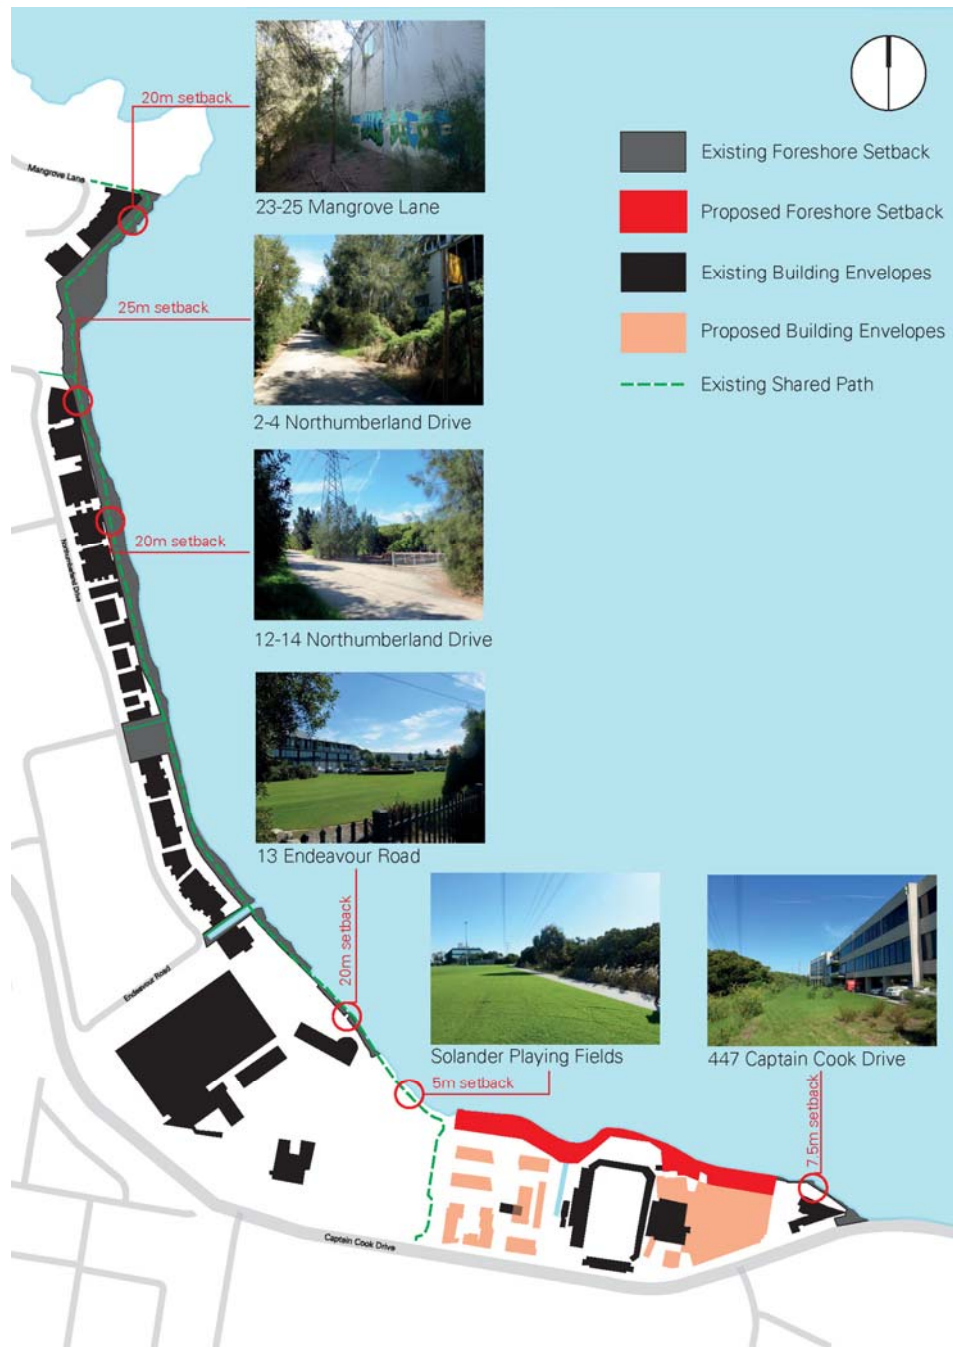 20m setback
23-25 Mangrove Lane
Mangrove Lane
Existing Foreshore Setback
Proposed Foreshore Setback
Existing Building Envelopes
Proposed Building Envelopes
Existing Shared Path
25m setback
2-4 Northumberland Drive
20m setback
12-14 Northumberland Drive
Northumberland Drive
13 Endeavour Road
20m setback
Endeavour Road
Solander Playing Fields
5m setback
447 Captain Cook Drive
7.5m setback
Captain Cook Drive